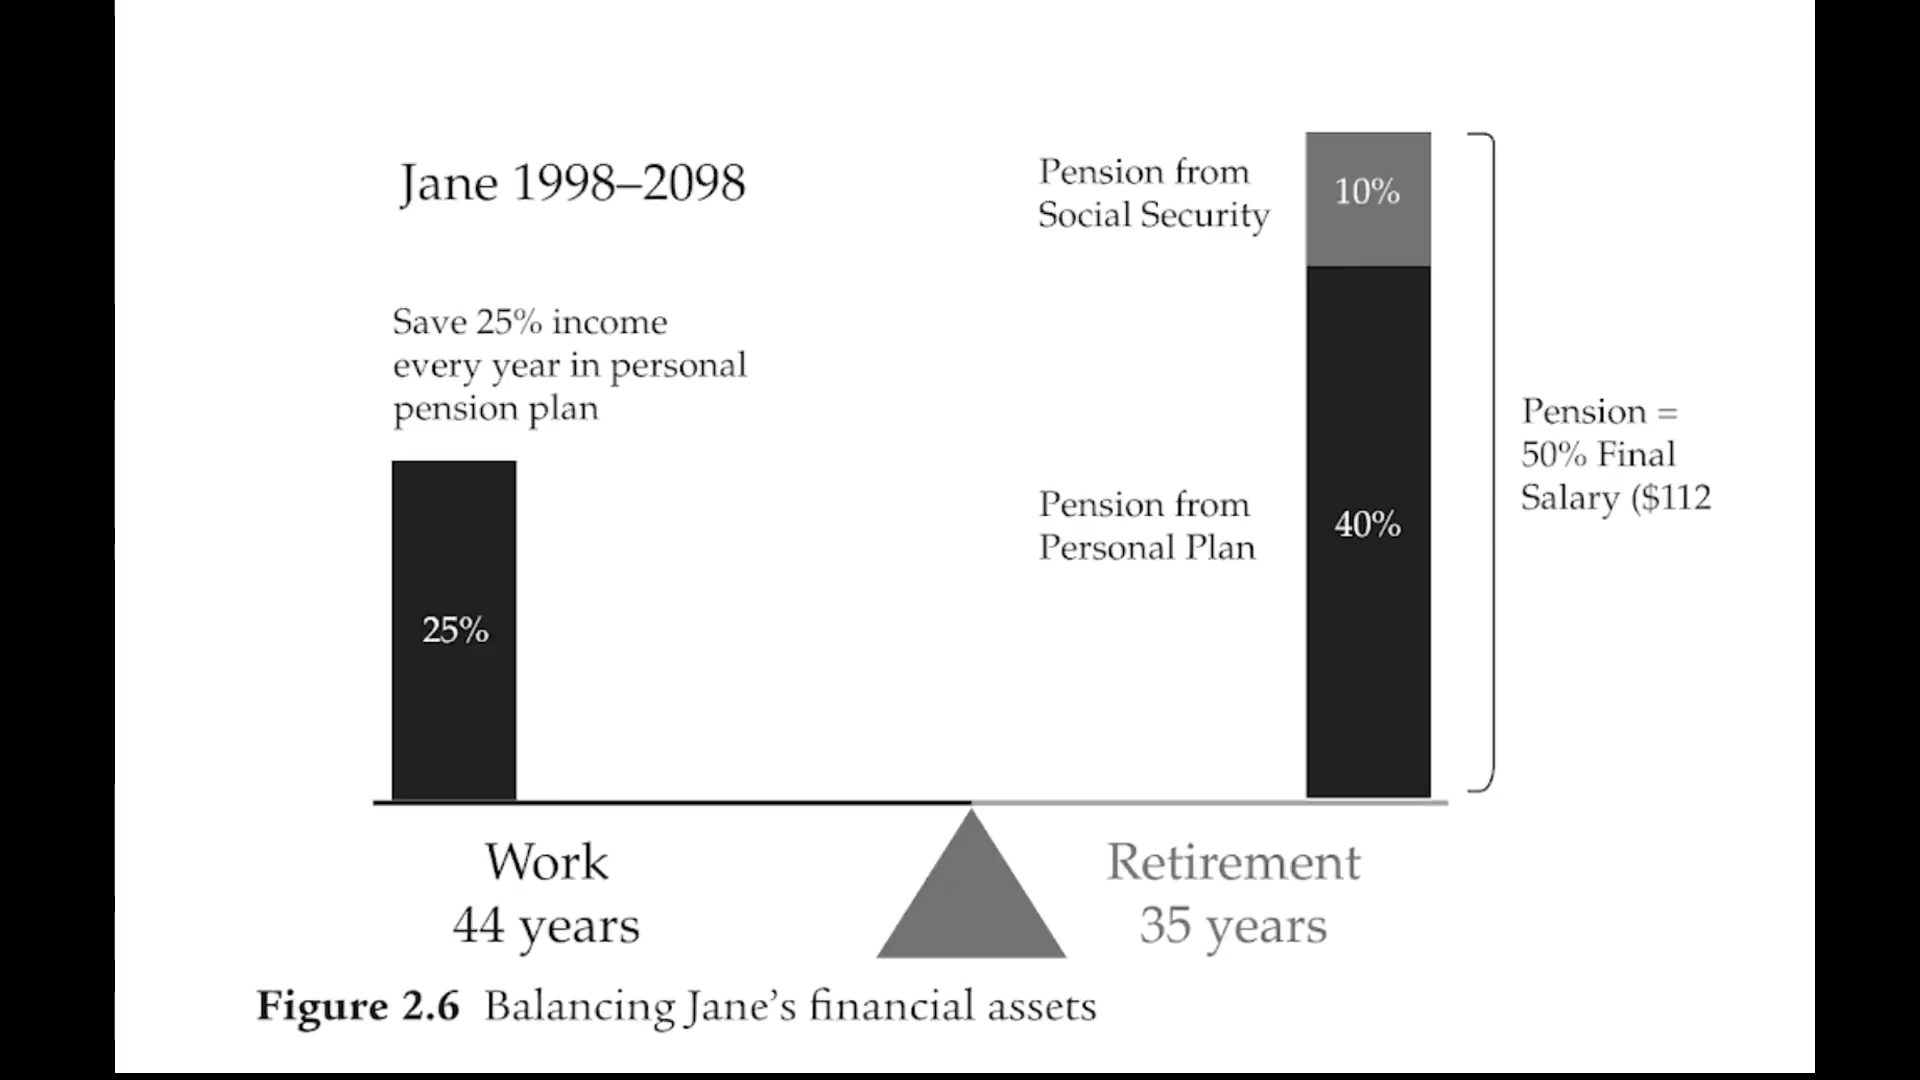 Jane 1998–2098
Save 25% income
every year in personal
pension plan
25%
Pension from
Social Security
10%
Pension from
Personal Plan
40%
Pension =
50% Final
Salary ($112
Work
44 years
Retirement
35 years
Figure 2.6 Balancing Jane’s financial assets